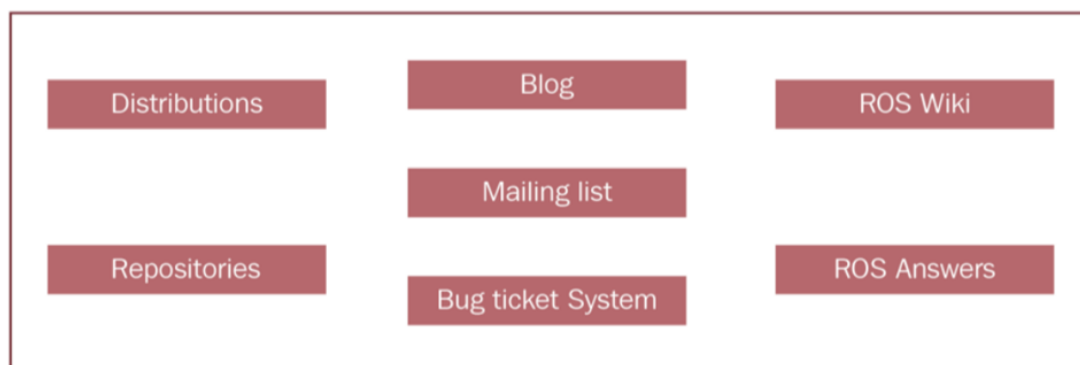 Distributions
Blog
ROS Wiki
Mailing list
Repositories
ROS Answers
Bug ticket System